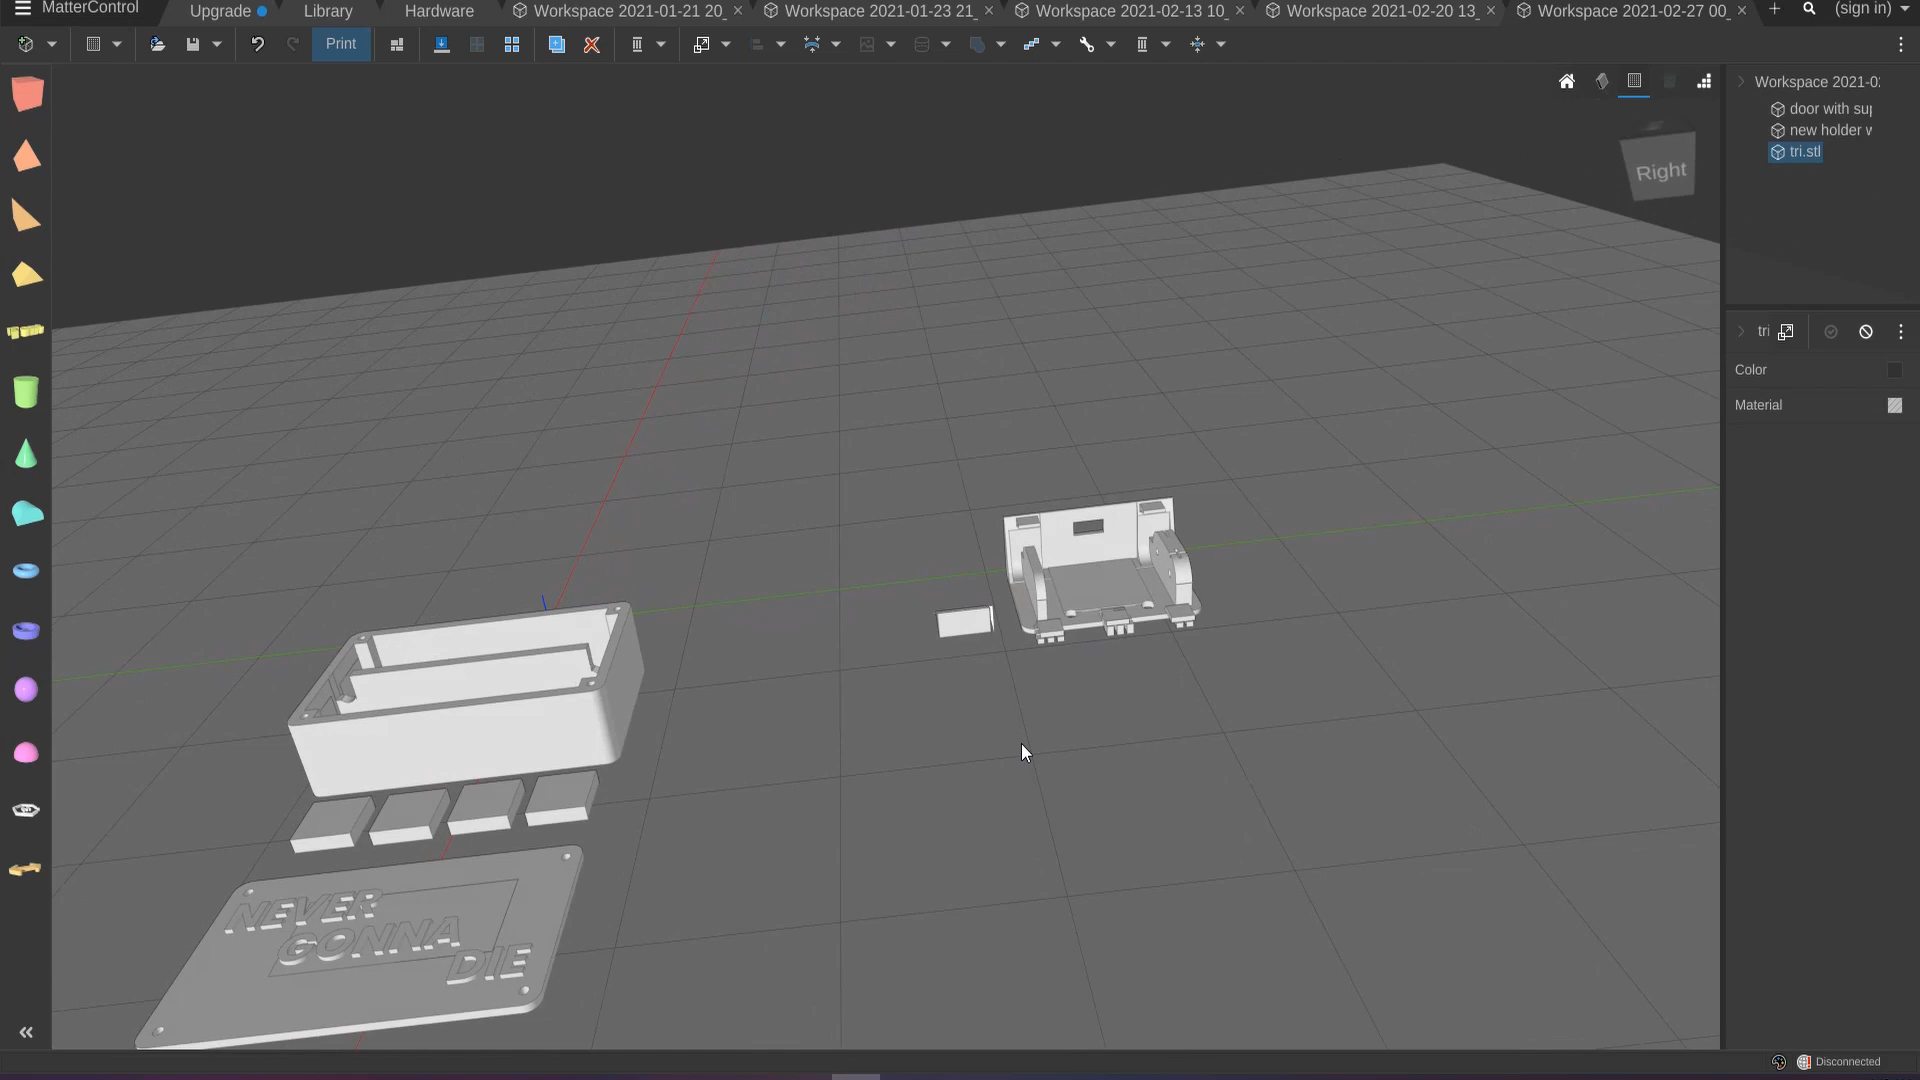 MatterControl
Upgrade
Library
Hardware
Workspace 2021-01-21 20_
Workspace 2021-01-23 21_
Workspace 2021-02-13 10_
Workspace 2021-02-20 13_
Workspace 2021-02-27 00_
(sign in)
Print
Right
Workspace 2021-02
door with sup
new holder w
tri.stl
tri
Color
Material
NEVER
GONNA
DIE
Disconnected